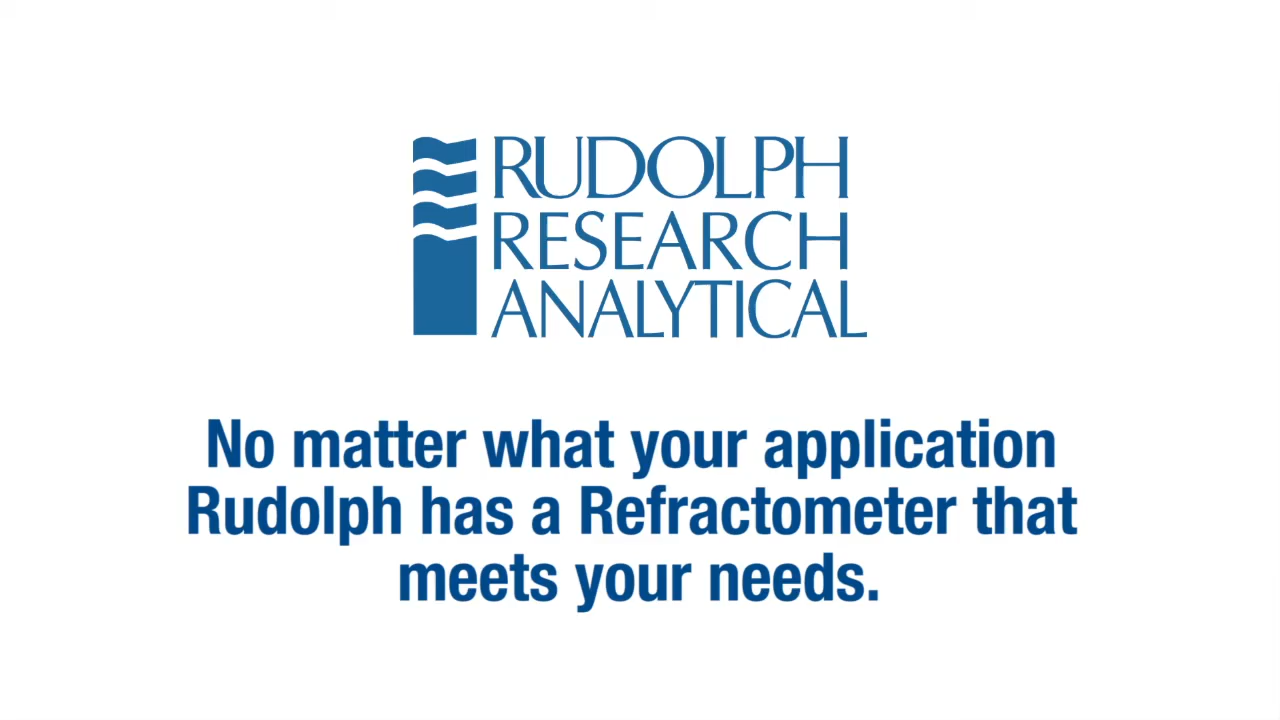 RUDOLPH
RESEARCH
ANALYTICAL
No matter what your application
Rudolph has a Refractometer that
meets your needs.